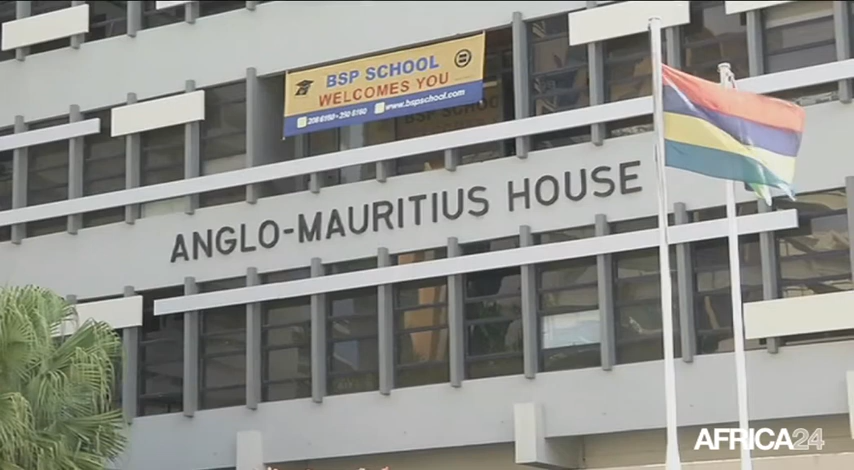 BSP SCHOOL
WELCOMES YOU
www.bspschool.com
ANGLO-MAURITIUS HOUSE
AFRICA24